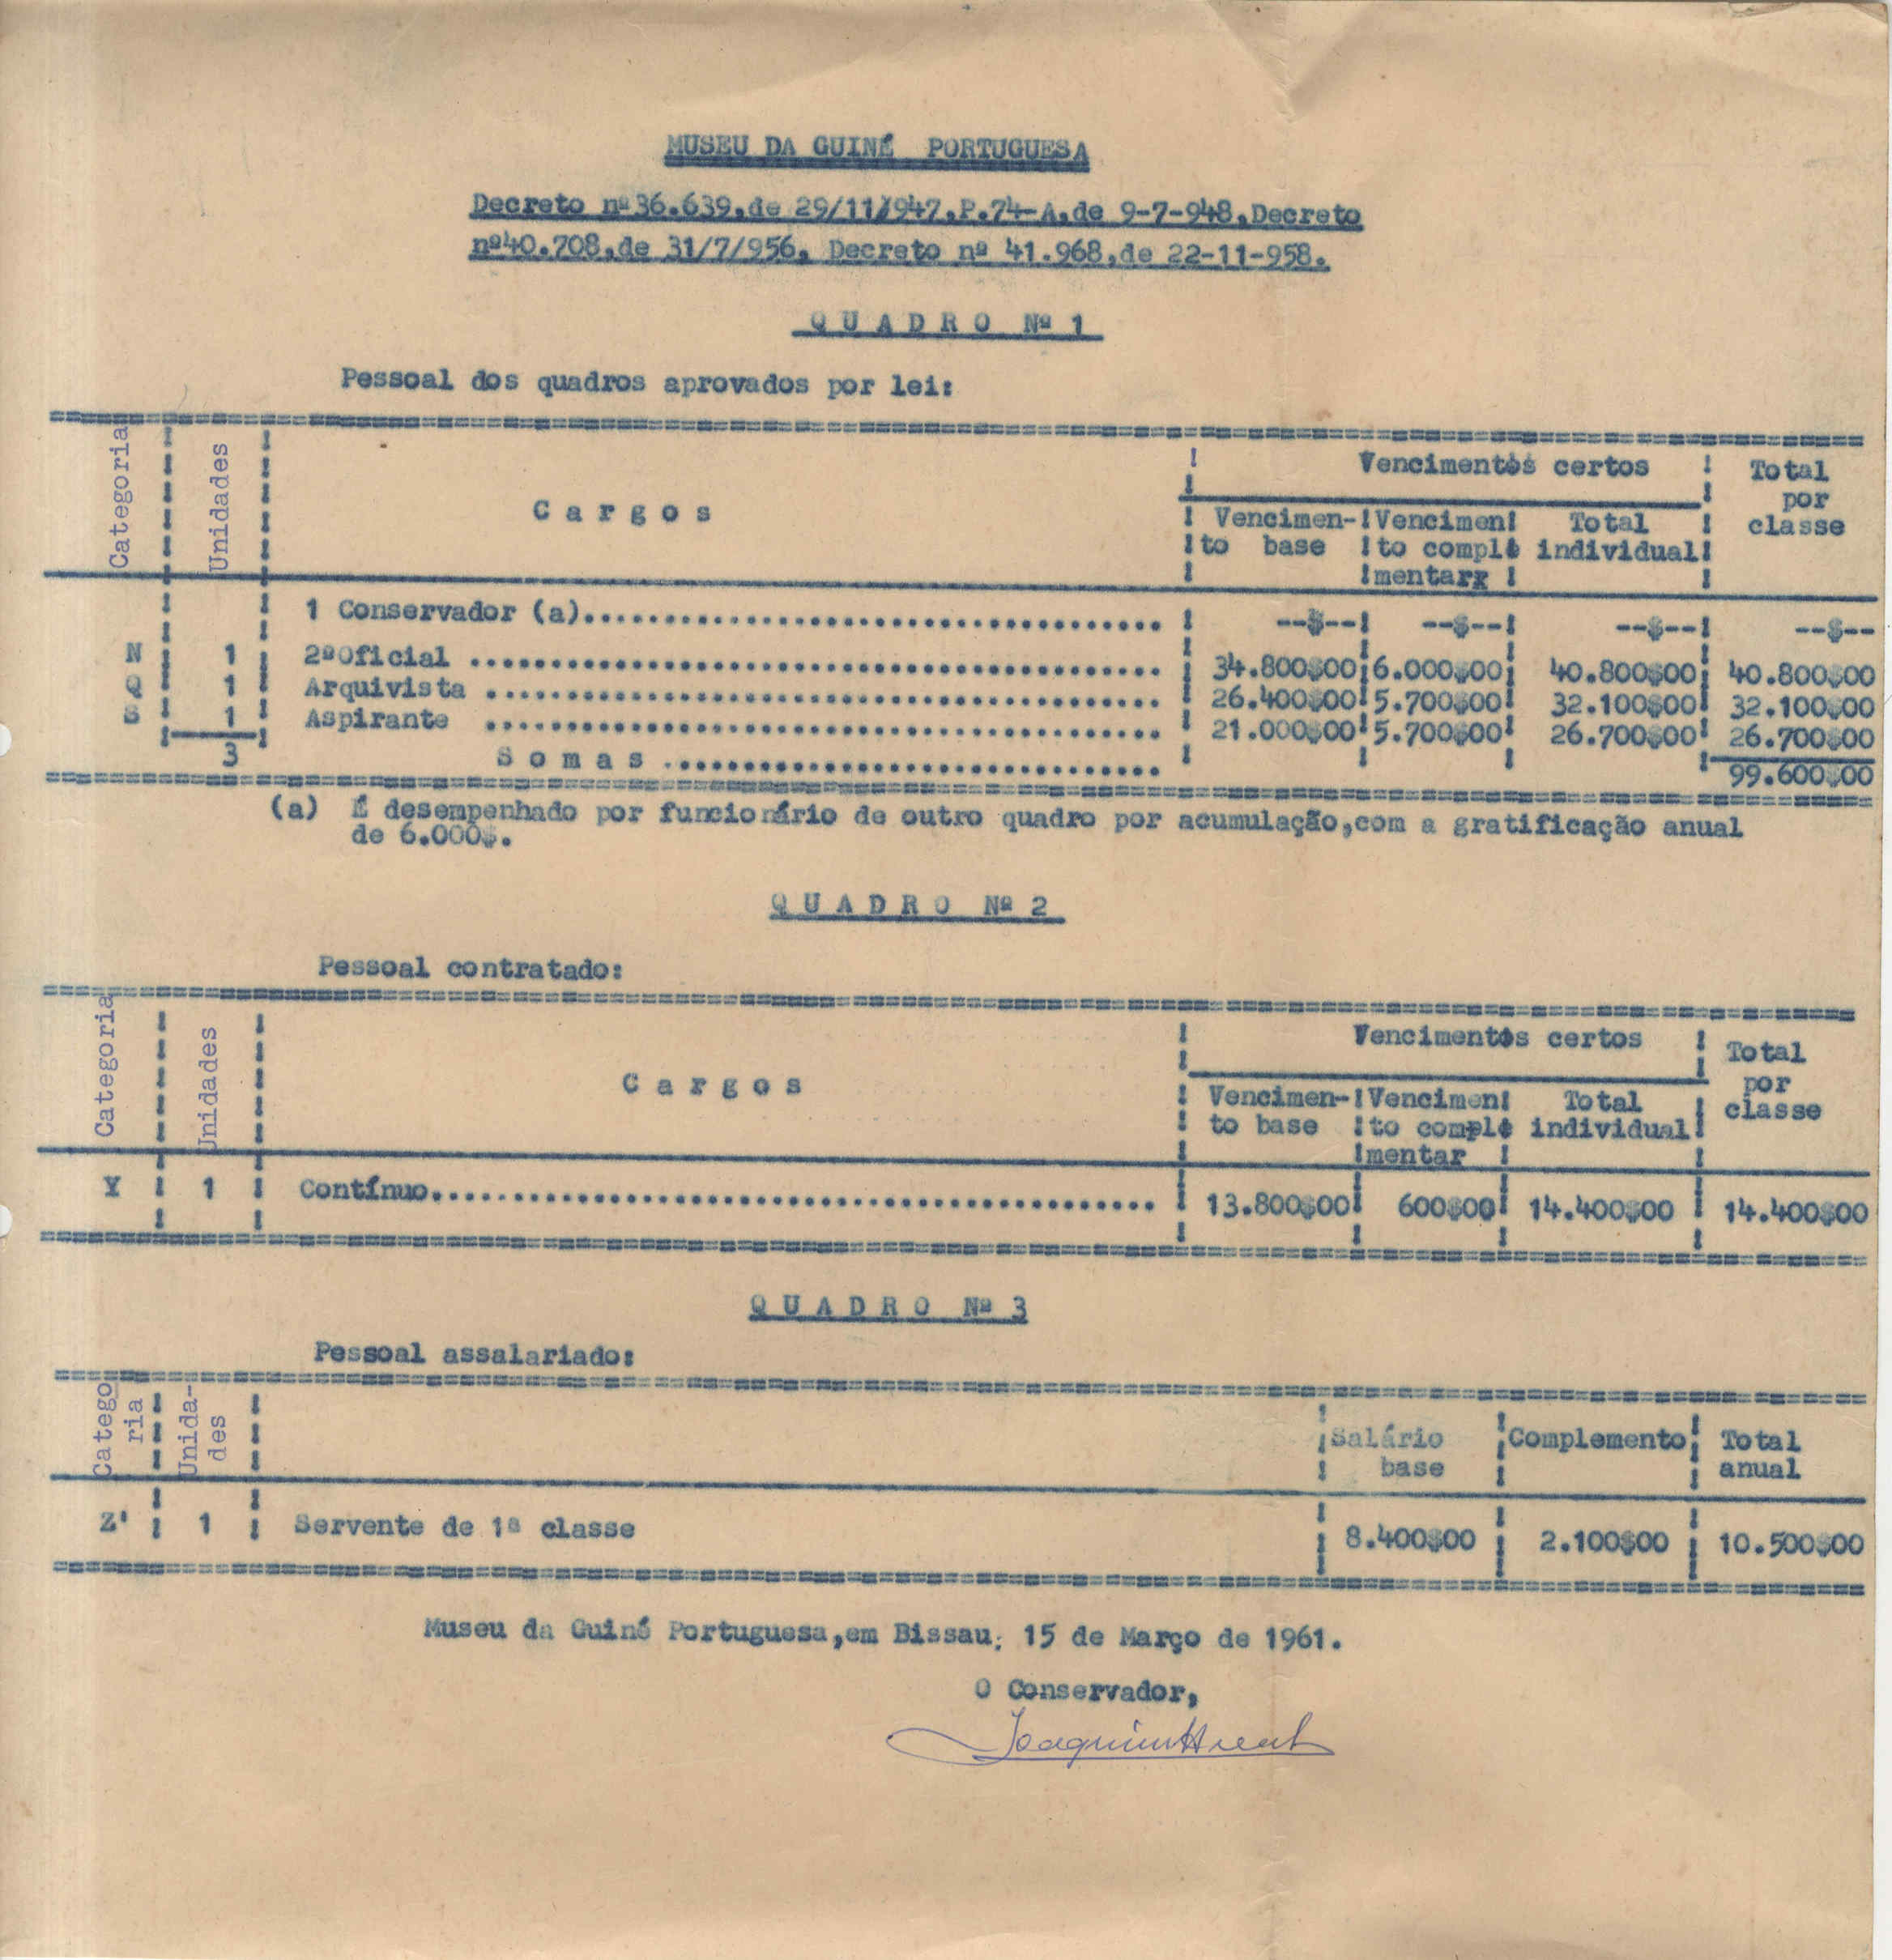 MUSEU DA GUINÉ PORTUGUESA
Decreto nº36.639,de 29/11/947,P.74-A,de 9-7-948,Decreto
nº40.708,de 31/7/956, Decreto nº 41.968,de 22-11-958.
QUADRO Nº 1
Pessoal dos quadros aprovados por lei:
Categoria Unidades Cargos Vencimentos certos Total por classe
Vencimen-to base Vencimento complementar Total individual
1 Conservador (a)........................................ --$-- --$-- --$-- --$--
N 1 2ºOficial ........................................ 34.800$00 6.000$00 40.800$00 40.800$00
Q 1 Arquivista ........................................ 26.400$00 5.700$00 32.100$00 32.100$00
S 1 Aspirante ........................................ 21.000$00 5.700$00 26.700$00 26.700$00
3 Somas ................................ 99.600$00
(a) É desempenhado por funcionário de outro quadro por acumulação,com a gratificação anual
de 6.000$.
QUADRO Nº 2
Pessoal contratado:
Categoria Unidades Cargos Vencimentos certos Total por classe
Vencimen-to base Vencimento complementar Total individual
Y 1 Contínuo............................................. 13.800$00 600$00 14.400$00 14.400$00
QUADRO Nº 3
Pessoal assalariado:
Categoria Unida-des Salário base Complemento Total anual
Z' 1 Servente de 1ª classe 8.400$00 2.100$00 10.500$00
Museu da Guiné Portuguesa,em Bissau, 15 de Março de 1961.
O Conservador,